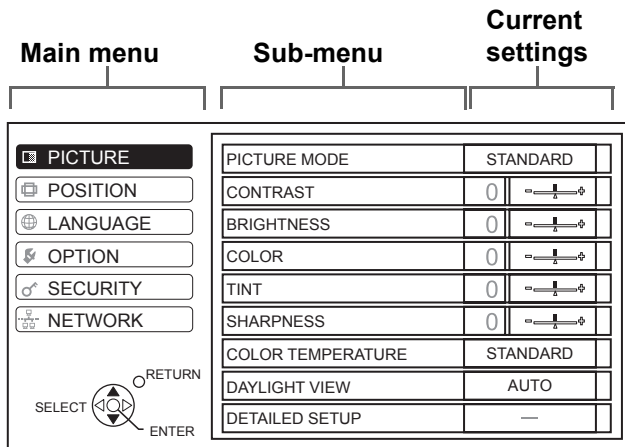 Main menu
Sub-menu
Current
settings
PICTURE
POSITION
LANGUAGE
OPTION
SECURITY
NETWORK
RETURN
SELECT
ENTER
PICTURE MODE STANDARD
CONTRAST 0 - +
BRIGHTNESS 0 - +
COLOR 0 - +
TINT 0 - +
SHARPNESS 0 - +
COLOR TEMPERATURE STANDARD
DAYLIGHT VIEW AUTO
DETAILED SETUP —